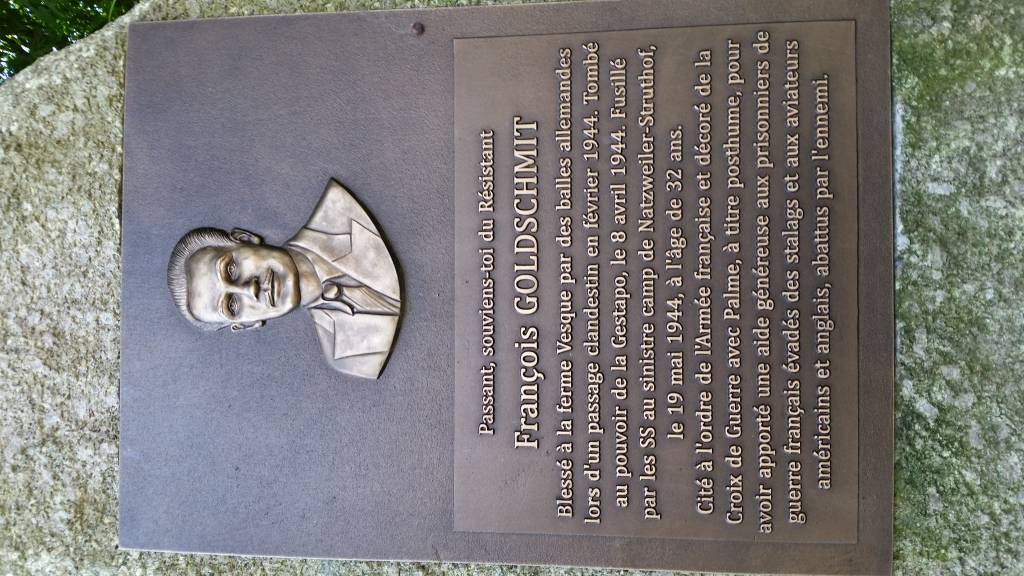 Passant, souviens-toi du Résistant
François GOLDSCHMIT
Blessé à la ferme Vesque par des balles allemandes
lors d'un passage clandestin en février 1944. Tombé
au pouvoir de la Gestapo, le 8 avril 1944. Fusillé
par les SS au sinistre camp de Natzweiler-Struthof,
le 19 mai 1944, à l'âge de 32 ans.
Cité à l'ordre de l'Armée française et décoré de la
Croix de Guerre avec Palme, à titre posthume, pour
avoir apporté une aide généreuse aux prisonniers de
guerre français évadés des stalags et aux aviateurs
américains et anglais, abattus par l'ennemi.